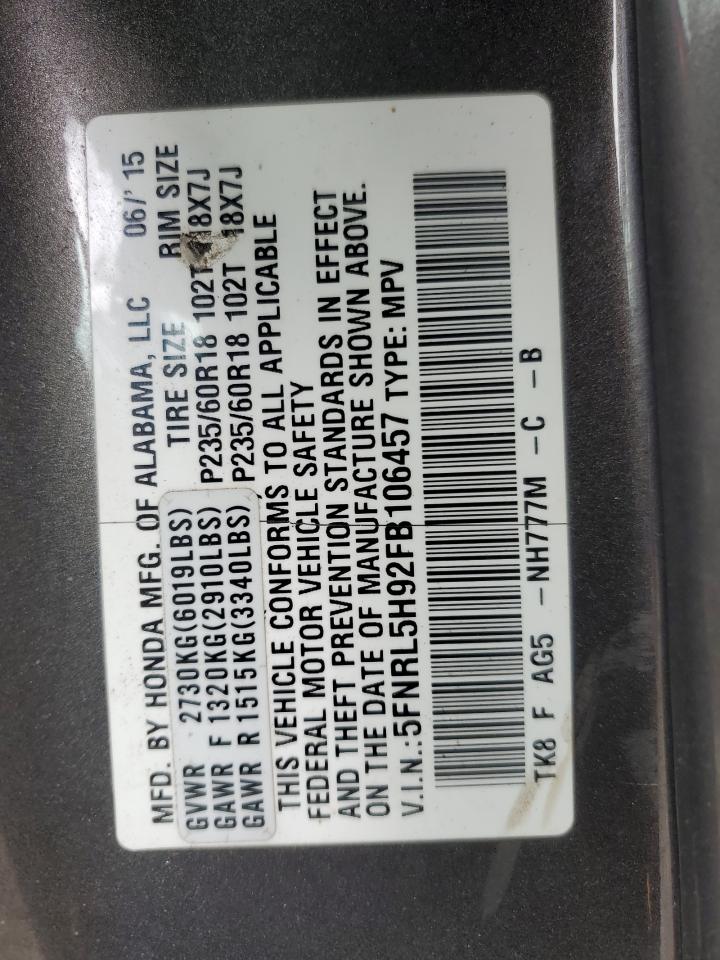 MFD. BY HONDA MFG. OF ALABAMA, LLC 06/' 15
TIRE SIZE RIM SIZE
GVWR 2730KG(6019LBS)
GAWR F 1320KG(2910LBS) P235/60R18 102T 18X7J
GAWR R 1515KG(3340LBS) P235/60R18 102T 18X7J
THIS VEHICLE CONFORMS TO ALL APPLICABLE
FEDERAL MOTOR VEHICLE SAFETY
AND THEFT PREVENTION STANDARDS IN EFFECT
ON THE DATE OF MANUFACTURE SHOWN ABOVE.
V.I.N.:5FNRL5H92FB106457 TYPE: MPV
TK8 F AG5 -NH777M -C -B